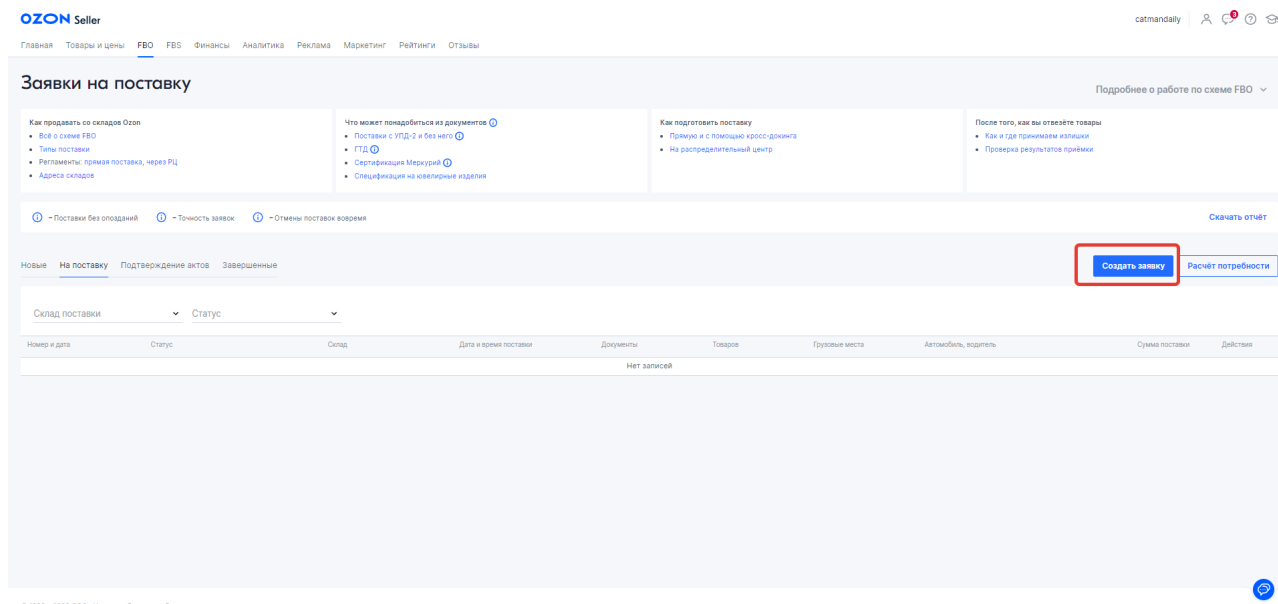 OZON Seller
catmandaily
3
Главная Товары и цены FBO FBS Финансы Аналитика Реклама Маркетинг Рейтинги Отзывы
Заявки на поставку
Подробнее о работе по схеме FBO
Как продавать со складов Ozon
Всё о схеме FBO
Типы поставки
Регламенты: прямая поставка, через РЦ
Адреса складов
Что может понадобиться из документов
Поставки с УПД-2 и без него
ГТД
Сертификация Меркурий
Спецификация на ювелирные изделия
Как подготовить поставку
Прямую и с помощью кросс-докинга
На распределительный центр
После того, как вы отвезёте товары
Как и где принимаем излишки
Проверка результатов приёмки
– Поставки без опозданий – Точность заявок – Отмены поставок вовремя
Скачать отчёт
Новые На поставку Подтверждение актов Завершенные
Создать заявку Расчёт потребности
Склад поставки Статус
Номер и дата Статус Склад Дата и время поставки Документы Товаров Грузовые места Автомобиль, водитель Сумма поставки Действия
Нет записей